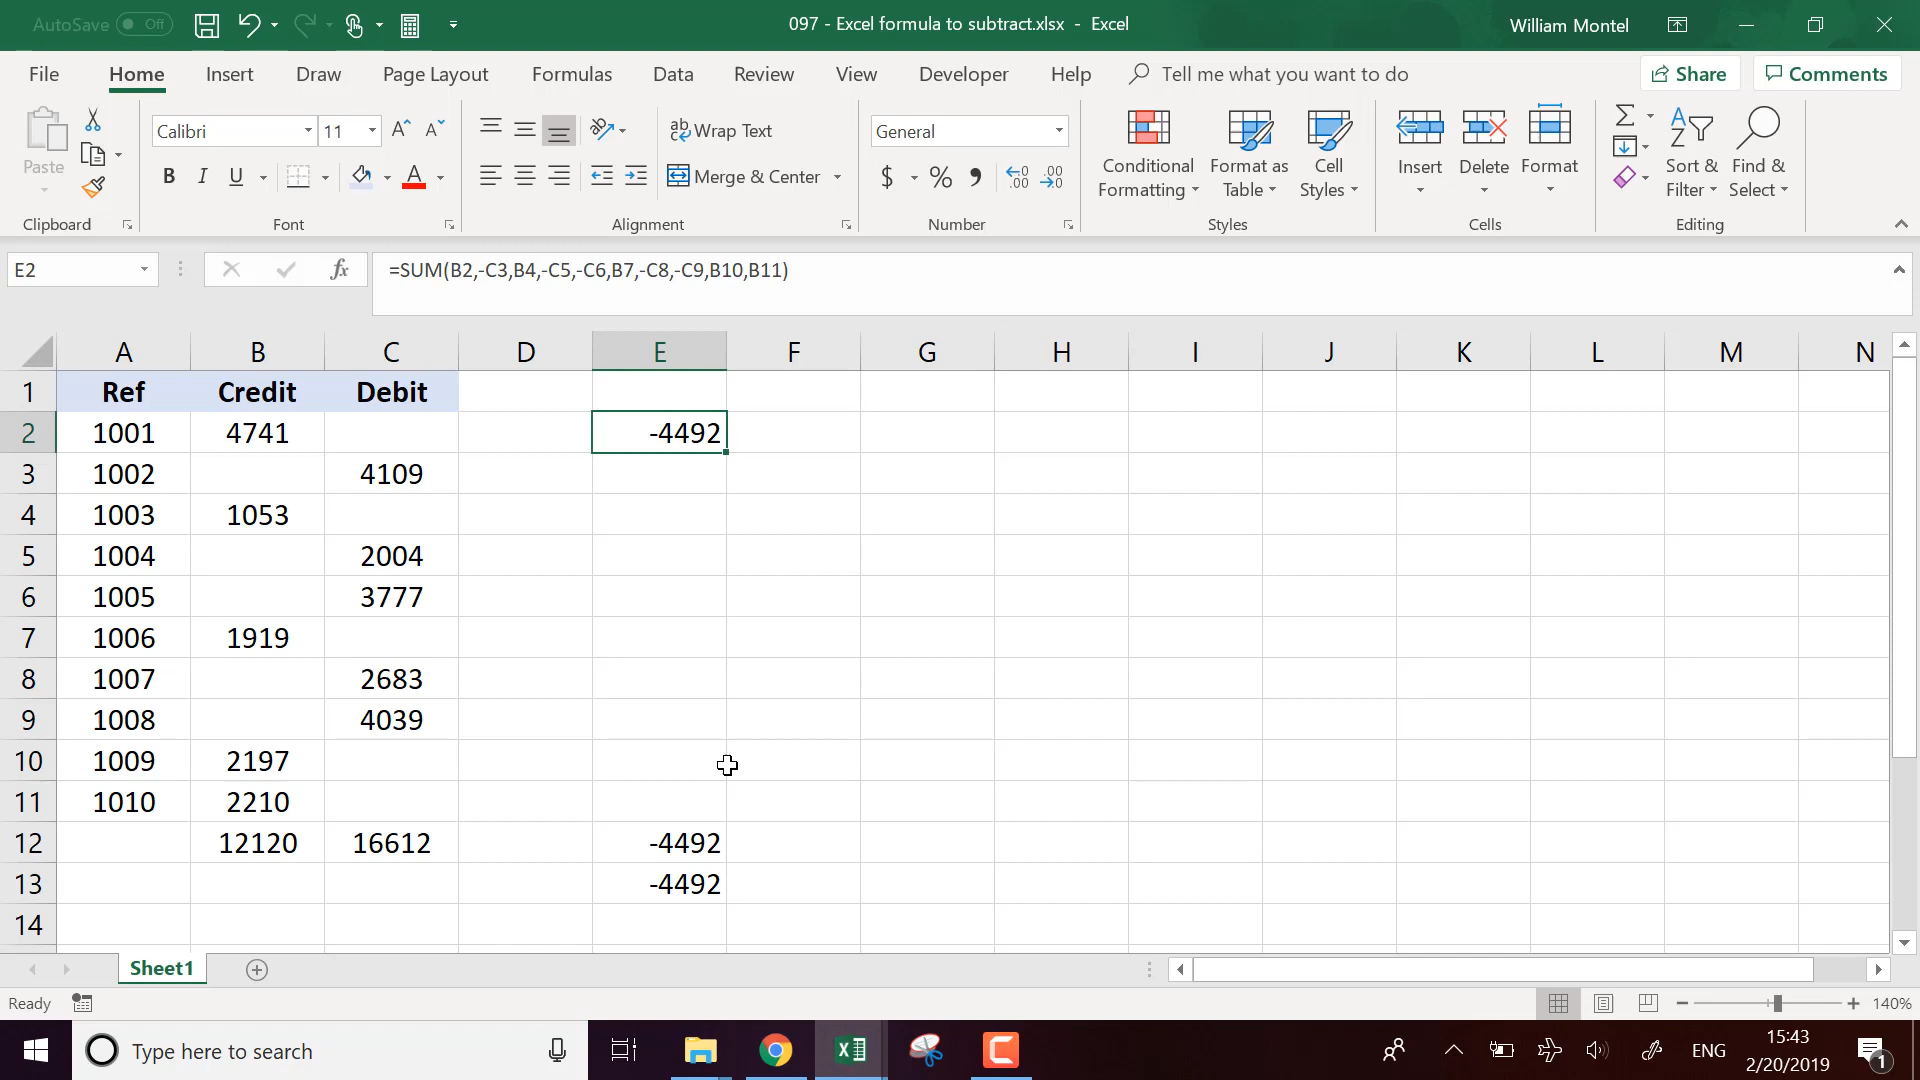 AutoSave Off
097 - Excel formula to subtract.xlsx - Excel
William Montel
File Home Insert Draw Page Layout Formulas Data Review View Developer Help Tell me what you want to do Share Comments
Paste
Clipboard
Calibri 11
B I U
Font
Wrap Text
Merge & Center
Alignment
General
$ % ,
Number
Conditional Formatting
Format as Table
Cell Styles
Styles
Insert Delete Format
Cells
Sort & Filter
Find & Select
Editing
E2 fx =SUM(B2,-C3,B4,-C5,-C6,B7,-C8,-C9,B10,B11)
A B C D E F G H I J K L M N
1 Ref Credit Debit
2 1001 4741 -4492
3 1002 4109
4 1003 1053
5 1004 2004
6 1005 3777
7 1006 1919
8 1007 2683
9 1008 4039
10 1009 2197
11 1010 2210
12 12120 16612 -4492
13 -4492
14
Sheet1
Ready 140%
Type here to search
ENG
15:43
2/20/2019
1